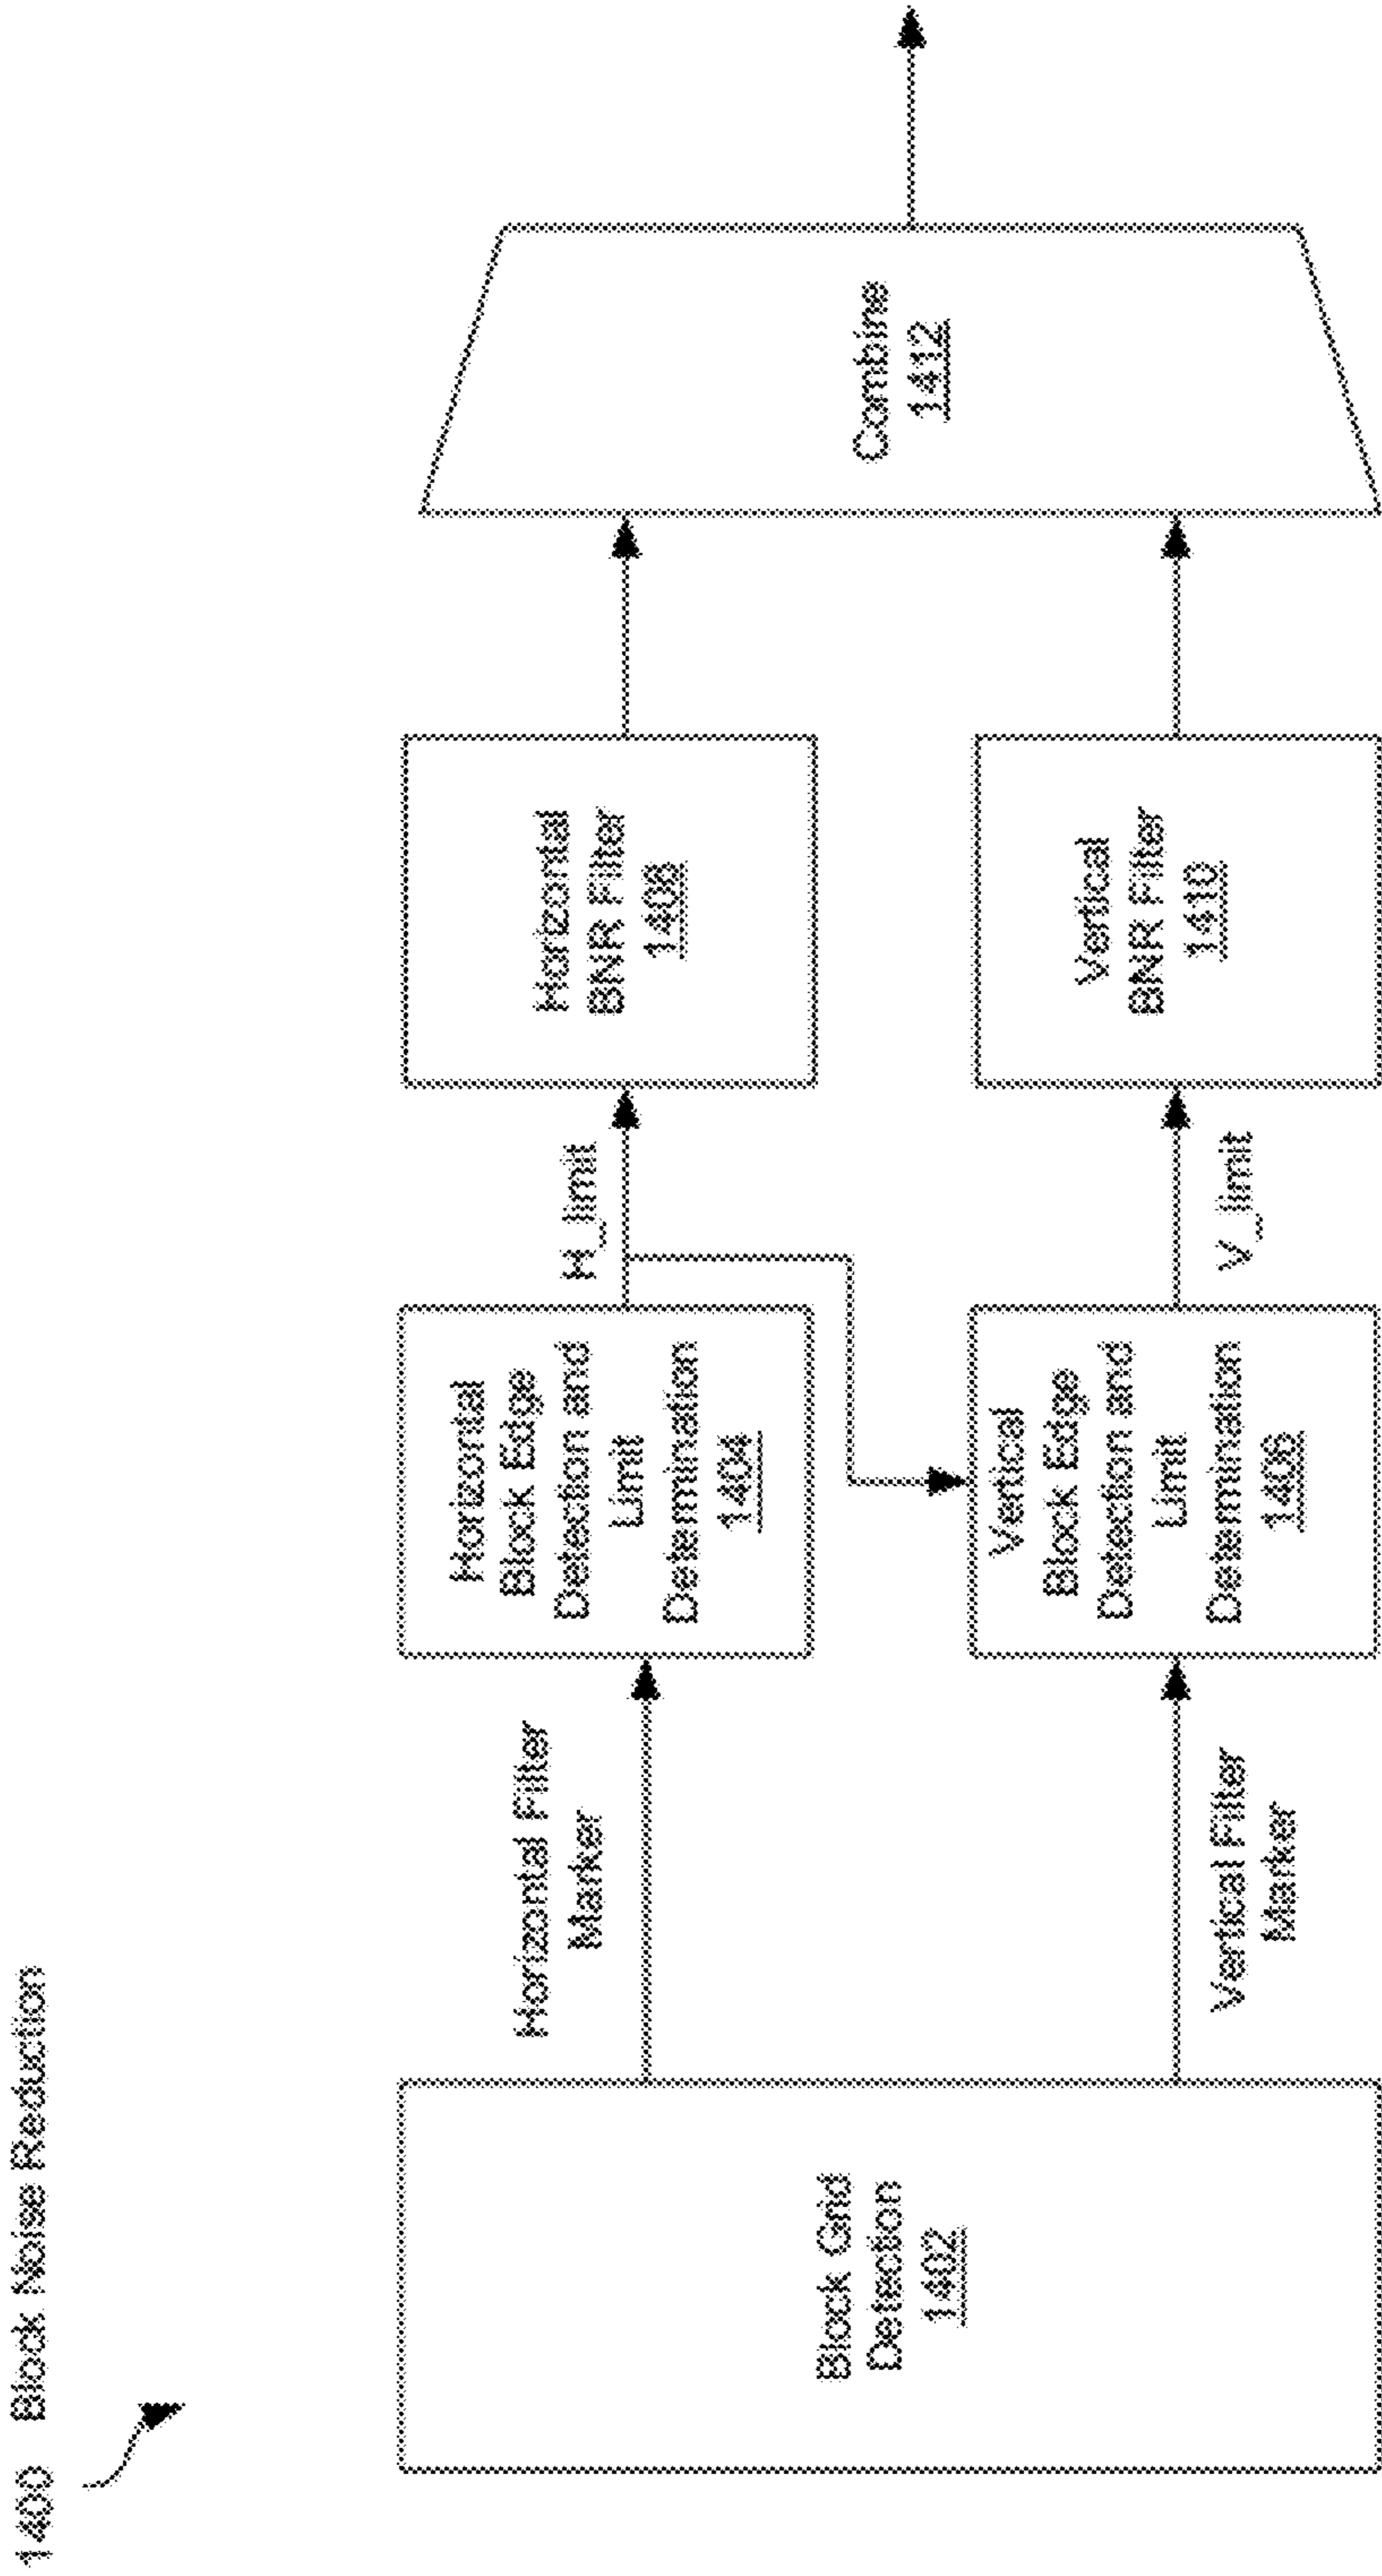 1400 Block Noise Reduction
Block Grid
Detection
1402
Horizontal Filter
Marker
Vertical Filter
Marker
Horizontal
Block Edge
Detection and
Limit
Determination
1404
Vertical
Block Edge
Detection and
Limit
Determination
1406
H_limit
V_limit
Horizontal
BNR Filter
1408
Vertical
BNR Filter
1410
Combine
1412